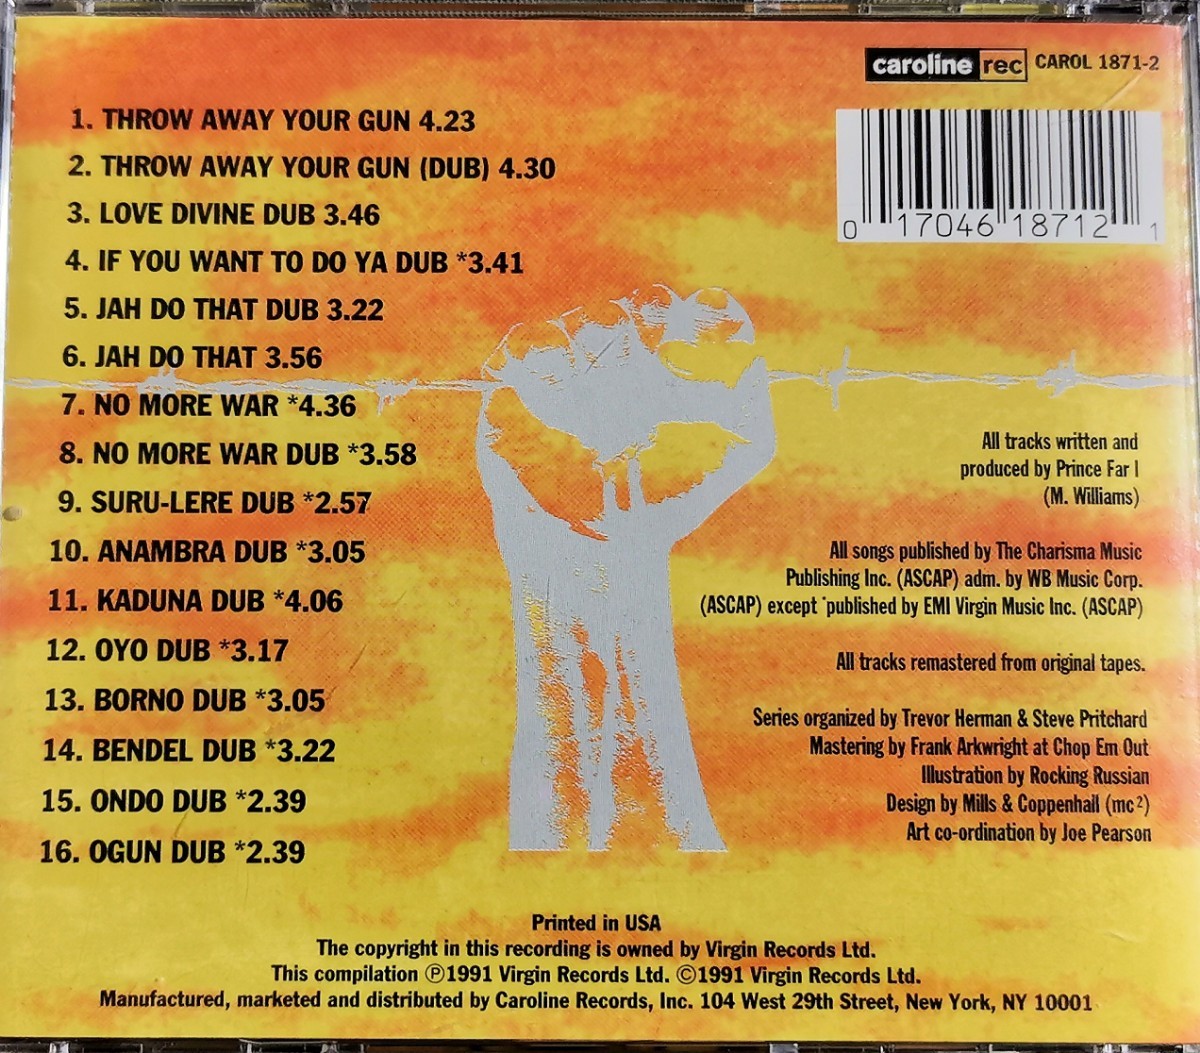 caroline rec CAROL 1871-2
0 17046 18712 1
1. THROW AWAY YOUR GUN 4.23
2. THROW AWAY YOUR GUN (DUB) 4.30
3. LOVE DIVINE DUB 3.46
4. IF YOU WANT TO DO YA DUB *3.41
5. JAH DO THAT DUB 3.22
6. JAH DO THAT 3.56
7. NO MORE WAR *4.36
8. NO MORE WAR DUB *3.58
9. SURU-LERE DUB *2.57
10. ANAMBRA DUB *3.05
11. KADUNA DUB *4.06
12. OYO DUB *3.17
13. BORNO DUB *3.05
14. BENDEL DUB *3.22
15. ONDO DUB *2.39
16. OGUN DUB *2.39
All tracks written and
produced by Prince Far I
(M. Williams)
All songs published by The Charisma Music
Publishing Inc. (ASCAP) adm. by WB Music Corp.
(ASCAP) except *published by EMI Virgin Music Inc. (ASCAP)
All tracks remastered from original tapes.
Series organized by Trevor Herman & Steve Pritchard
Mastering by Frank Arkwright at Chop Em Out
Illustration by Rocking Russian
Design by Mills & Coppenhall (mc²)
Art co-ordination by Joe Pearson
Printed in USA
The copyright in this recording is owned by Virgin Records Ltd.
This compilation ℗1991 Virgin Records Ltd. ©1991 Virgin Records Ltd.
Manufactured, marketed and distributed by Caroline Records, Inc. 104 West 29th Street, New York, NY 10001